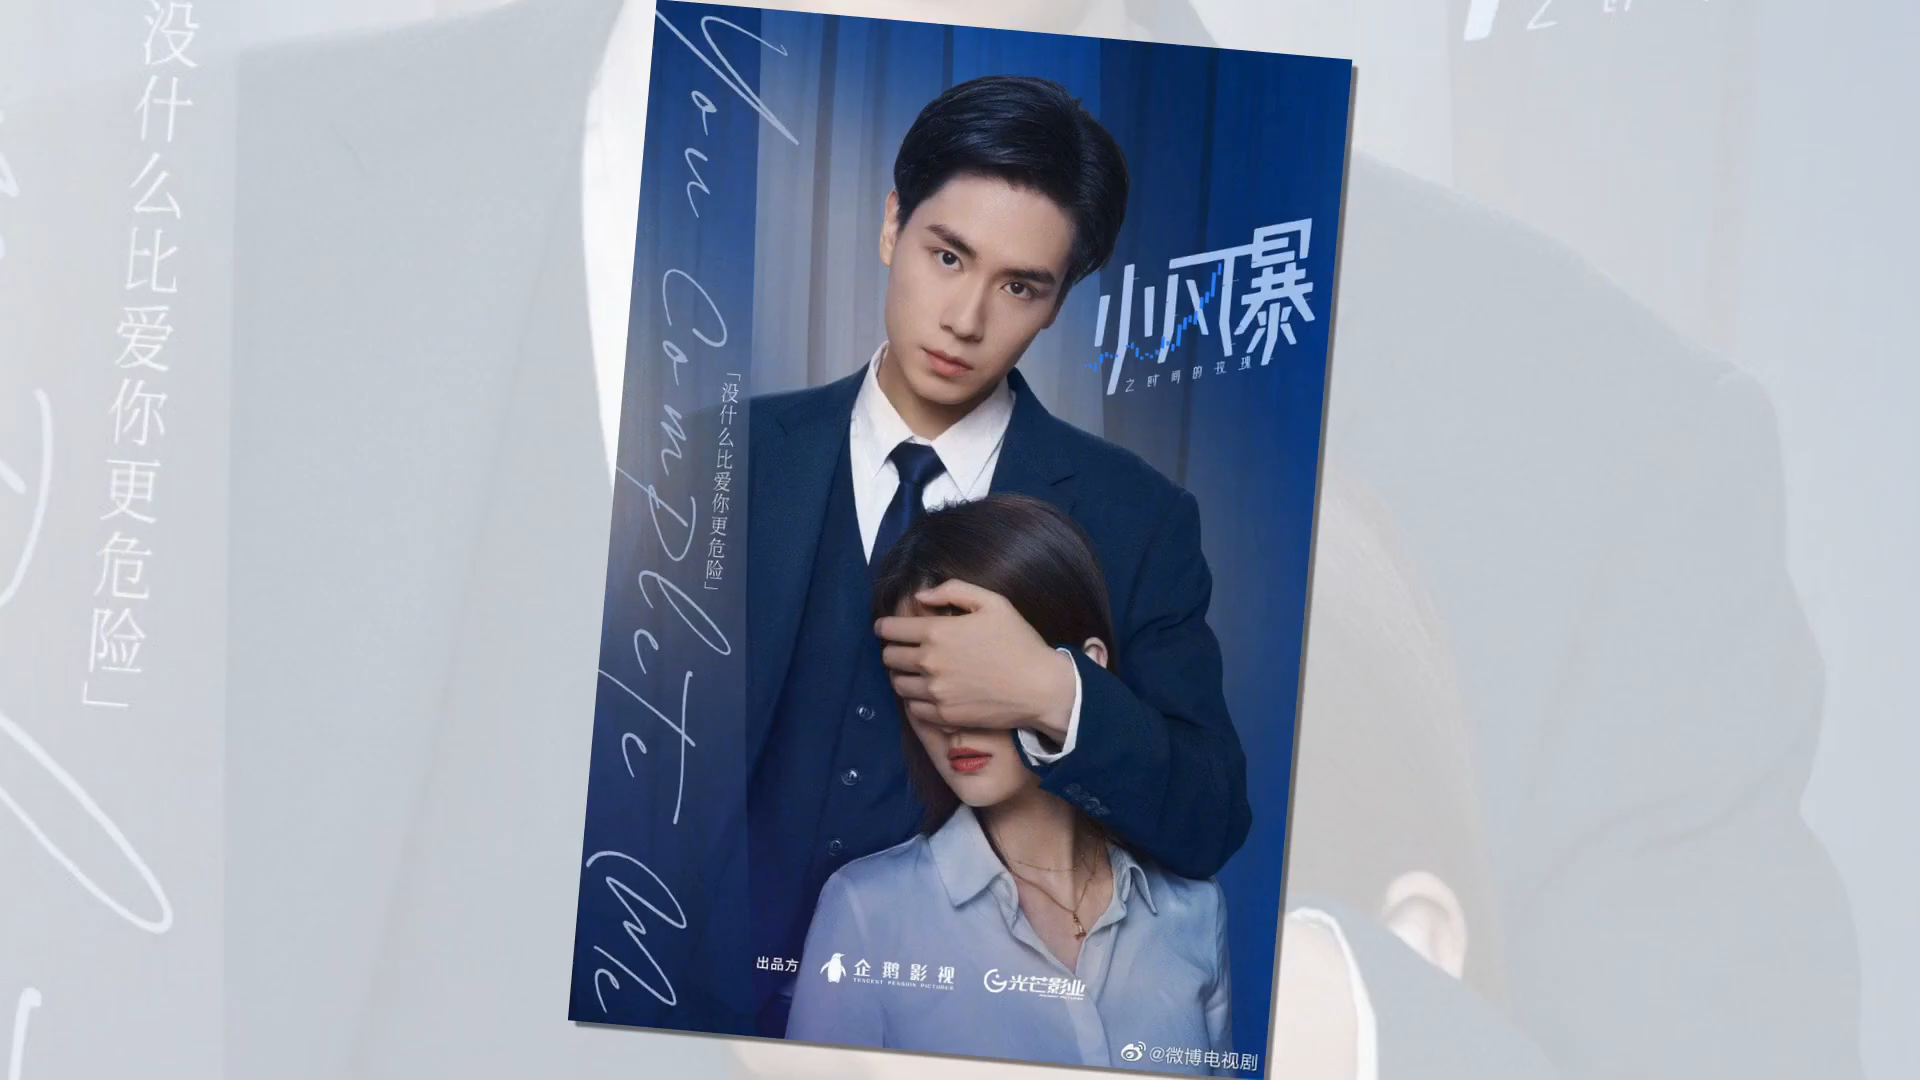 You Complete Me
「没什么比爱你更危险」
小风暴
之时间的玫瑰
出品方
企鹅影视
TENCENT PENGUIN PICTURES
光芒影业
@微博电视剧
没什么比爱你更危险」